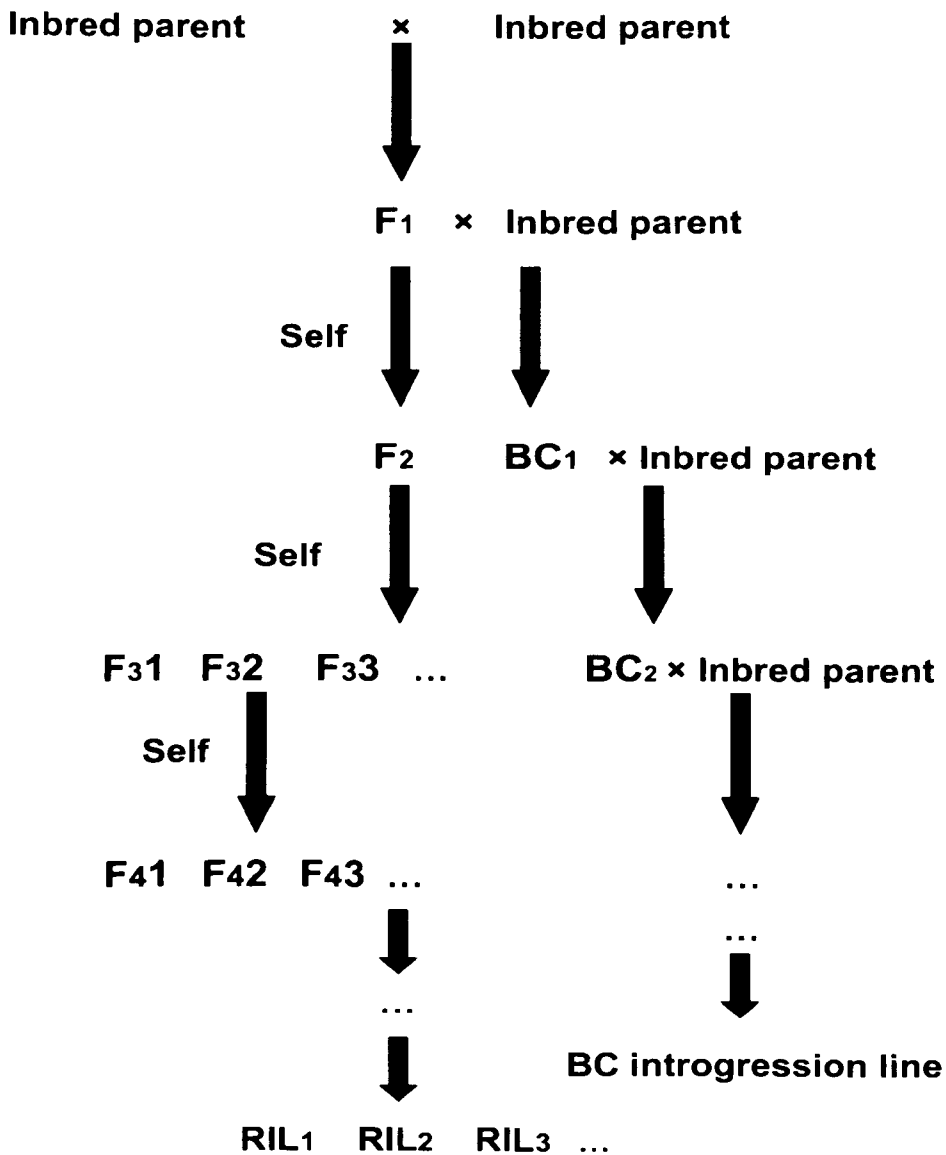 Inbred parent × Inbred parent
F1 × Inbred parent
Self
F2 BC1 × Inbred parent
Self
F31 F32 F33 ... BC2 × Inbred parent
Self
F41 F42 F43 ... ...
...
...
BC introgression line
RIL1 RIL2 RIL3 ...